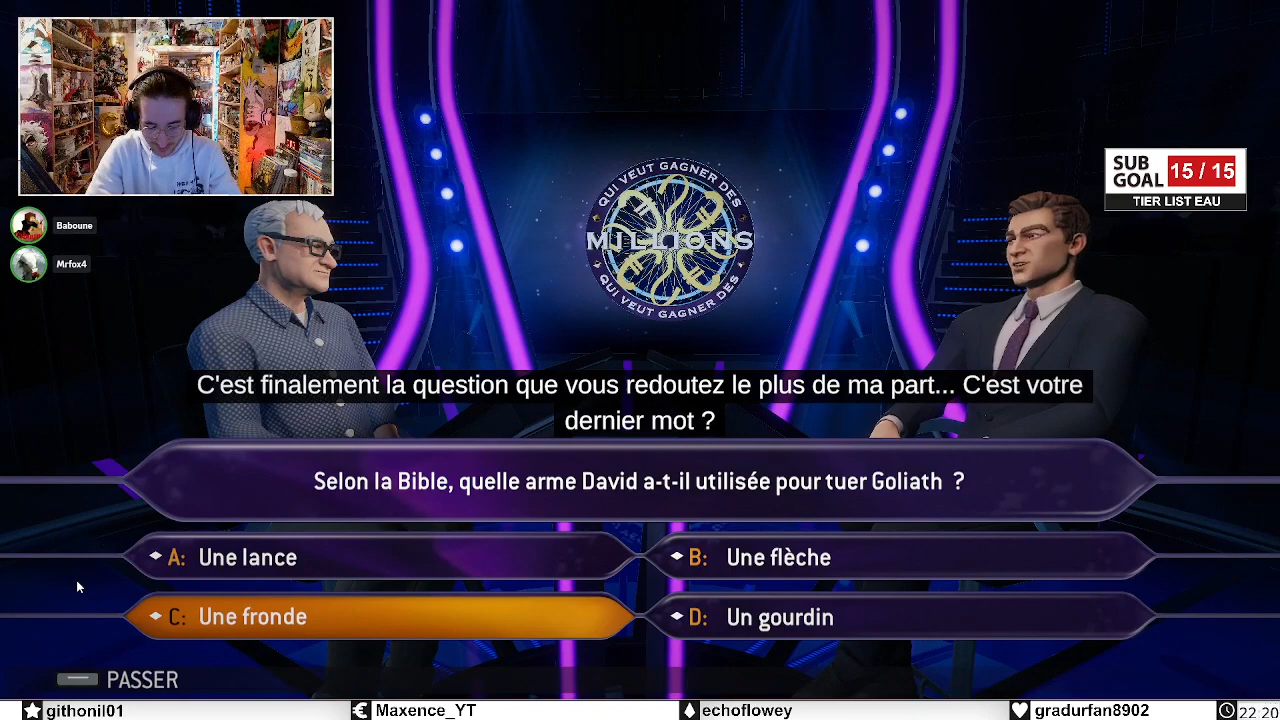 SUB
GOAL
15 / 15
TIER LIST EAU
Baboune
Mrfox4
QUI VEUT GAGNER DES
MILLIONS
QUI VEUT GAGNER DES
C'est finalement la question que vous redoutez le plus de ma part... C'est votre
dernier mot ?
Selon la Bible, quelle arme David a-t-il utilisée pour tuer Goliath ?
A: Une lance
B: Une flèche
C: Une fronde
D: Un gourdin
PASSER
githonil01
Maxence_YT
echoflowey
gradurfan8902
22:20